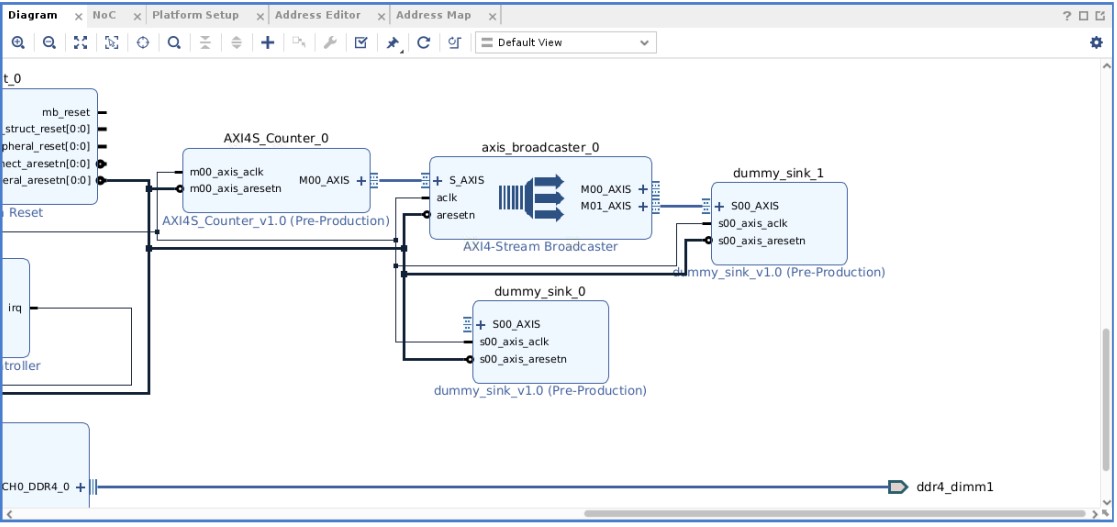 Diagram × NoC × Platform Setup × Address Editor × Address Map ×
? 
Default View
t_0
mb_reset
_struct_reset[0:0]
pheral_reset[0:0]
nect_aresetn[0:0]
eral_aresetn[0:0]
Reset
AXI4S_Counter_0
m00_axis_aclk
m00_axis_aresetn
M00_AXIS
AXI4S_Counter_v1.0 (Pre-Production)
axis_broadcaster_0
S_AXIS
aclk
aresetn
M00_AXIS
M01_AXIS
AXI4-Stream Broadcaster
dummy_sink_1
S00_AXIS
s00_axis_aclk
s00_axis_aresetn
dummy_sink_v1.0 (Pre-Production)
dummy_sink_0
S00_AXIS
s00_axis_aclk
s00_axis_aresetn
dummy_sink_v1.0 (Pre-Production)
irq
troller
CH0_DDR4_0
ddr4_dimm1